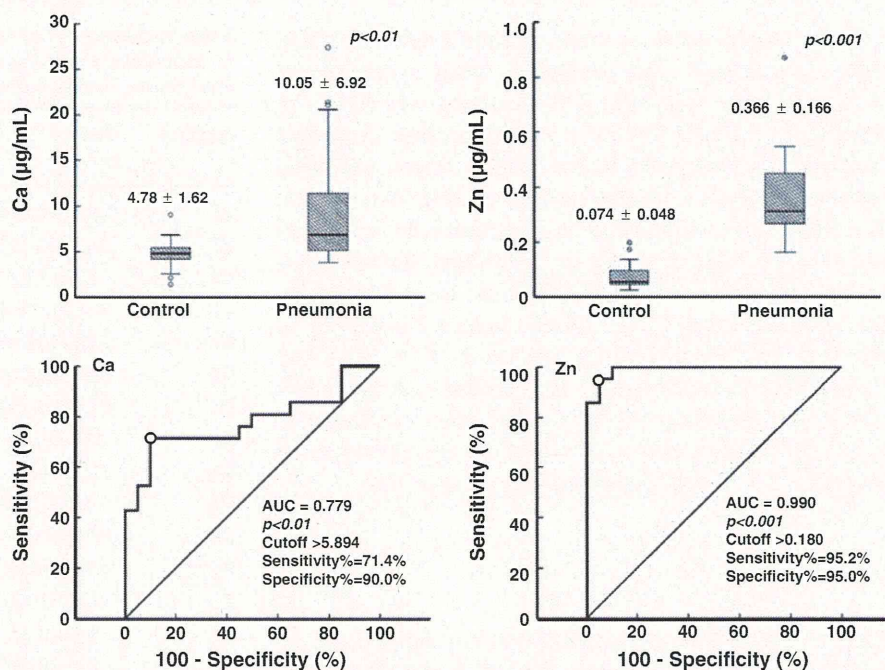 30
25
20
15
10
5
0
Ca (µg/mL)
p<0.01
10.05 ± 6.92
4.78 ± 1.62
Control
Pneumonia
1.0
0.8
0.6
0.4
0.2
0
Zn (µg/mL)
p<0.001
0.366 ± 0.166
0.074 ± 0.048
Control
Pneumonia
Ca
100
80
60
40
20
0
Sensitivity (%)
AUC = 0.779
p<0.01
Cutoff >5.894
Sensitivity%=71.4%
Specificity%=90.0%
0 20 40 60 80 100
100 - Specificity (%)
Zn
100
80
60
40
20
0
Sensitivity (%)
AUC = 0.990
p<0.001
Cutoff >0.180
Sensitivity%=95.2%
Specificity%=95.0%
0 20 40 60 80 100
100 - Specificity (%)